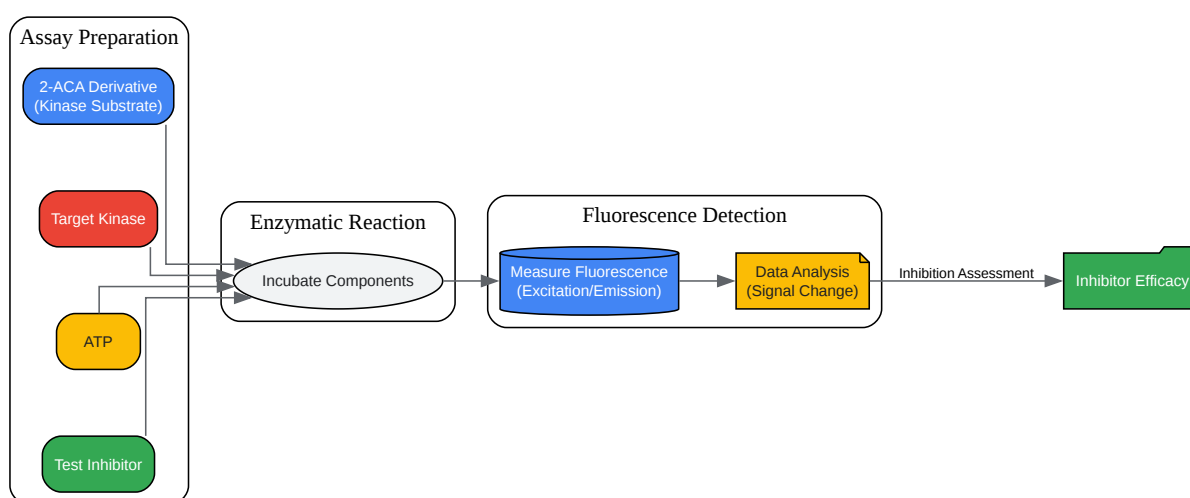 Assay Preparation
2-ACA Derivative
(Kinase Substrate)
Target Kinase
ATP
Test Inhibitor
Enzymatic Reaction
Incubate Components
Fluorescence Detection
Measure Fluorescence
(Excitation/Emission)
Data Analysis
(Signal Change)
Inhibition Assessment
Inhibitor Efficacy